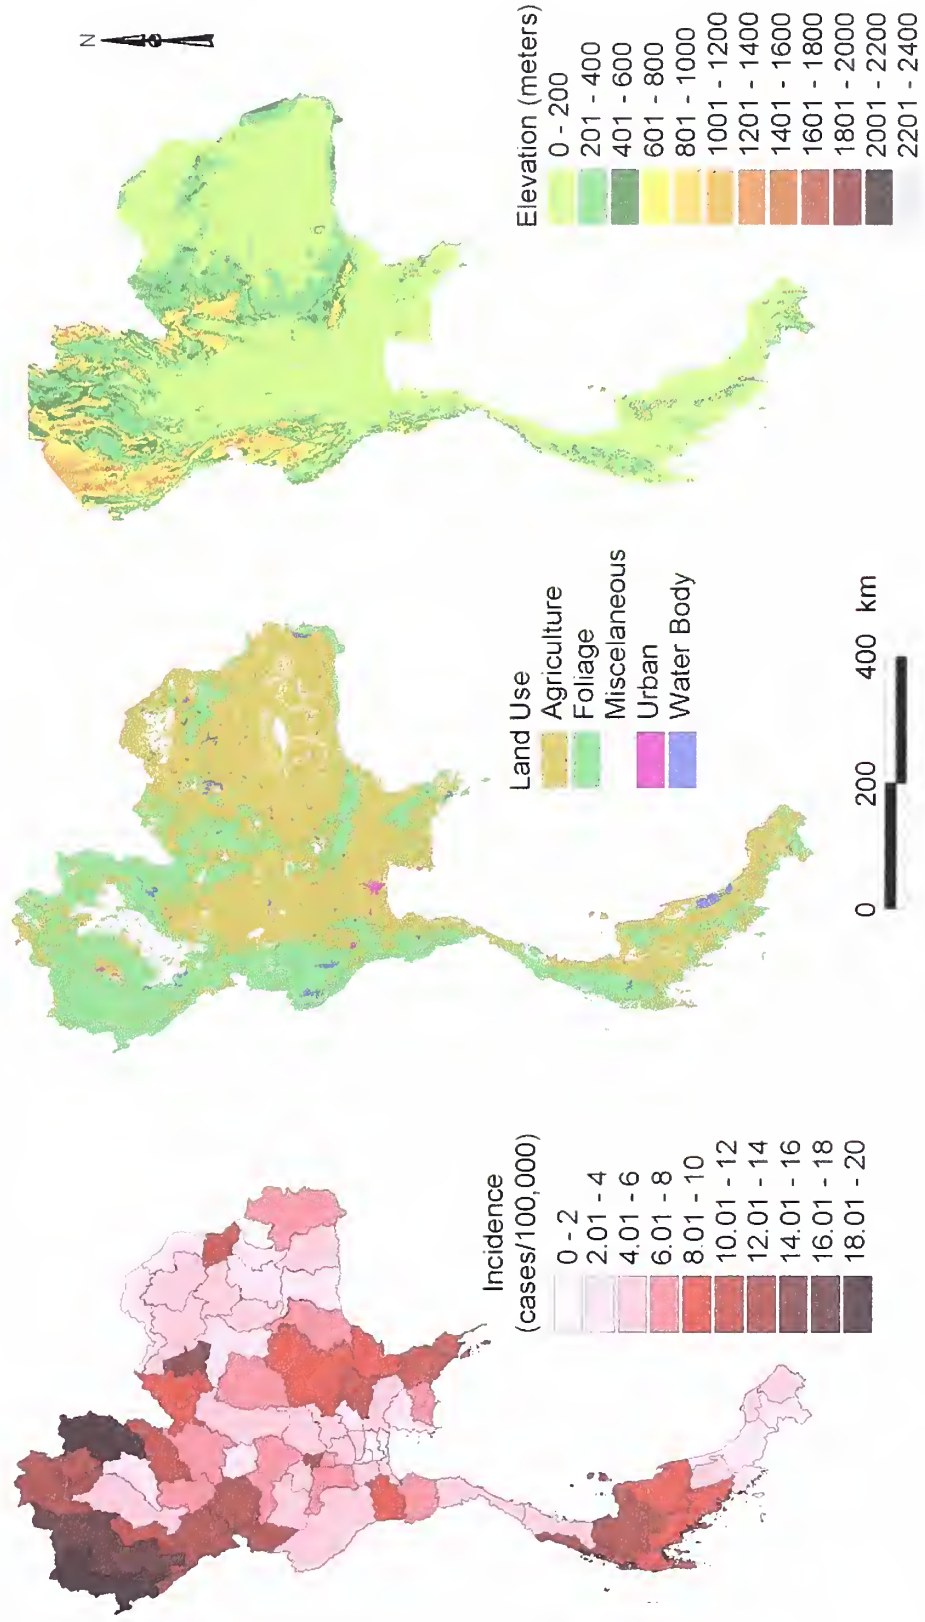 N
Incidence
(cases/100,000)
0 - 2
2.01 - 4
4.01 - 6
6.01 - 8
8.01 - 10
10.01 - 12
12.01 - 14
14.01 - 16
16.01 - 18
18.01 - 20
Land Use
Agriculture
Foliage
Miscelaneous
Urban
Water Body
0 200 400 km
Elevation (meters)
0 - 200
201 - 400
401 - 600
601 - 800
801 - 1000
1001 - 1200
1201 - 1400
1401 - 1600
1601 - 1800
1801 - 2000
2001 - 2200
2201 - 2400